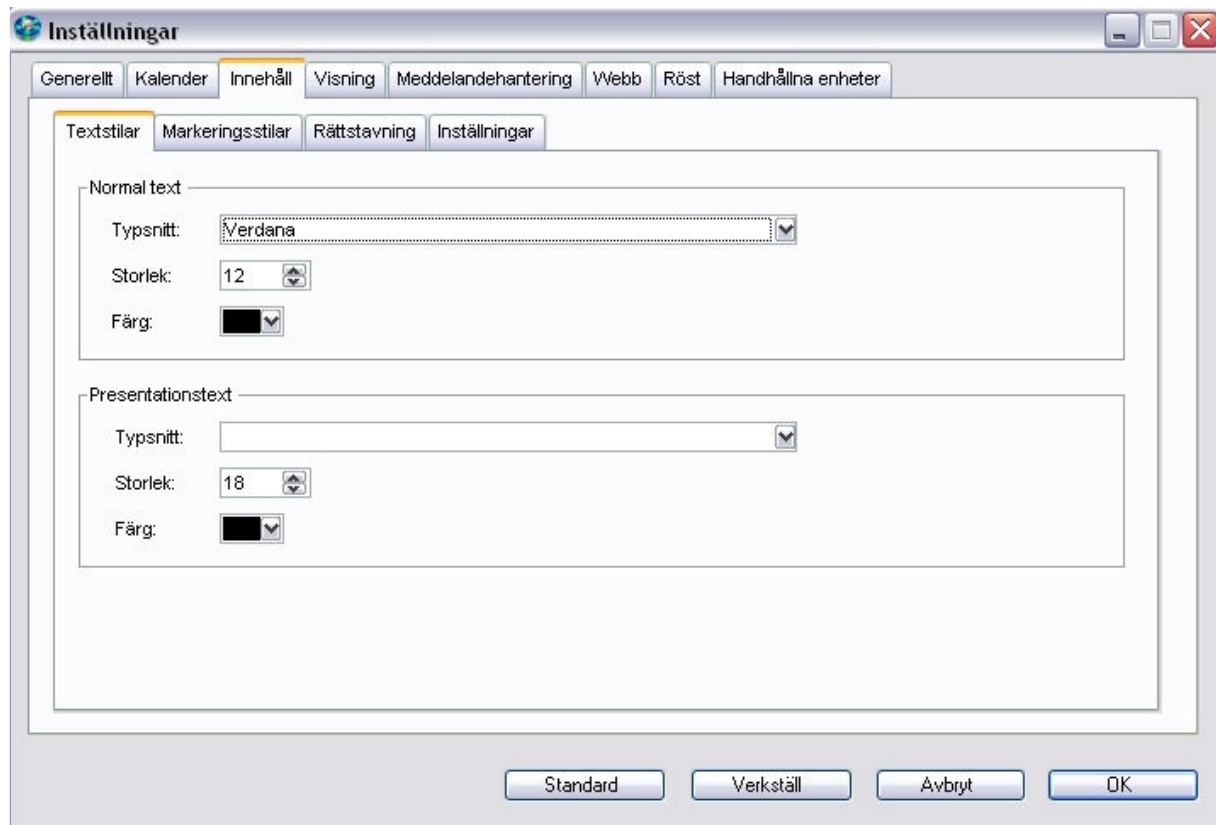 Inställningar
Generellt Kalender Innehåll Visning Meddelandehantering Webb Röst Handhållna enheter
Textstilar Markeringsstilar Rättstavning Inställningar
Normal text
Typsnitt: Verdana
Storlek: 12
Färg:
Presentationstext
Typsnitt:
Storlek: 18
Färg:
Standard Verkställ Avbryt OK